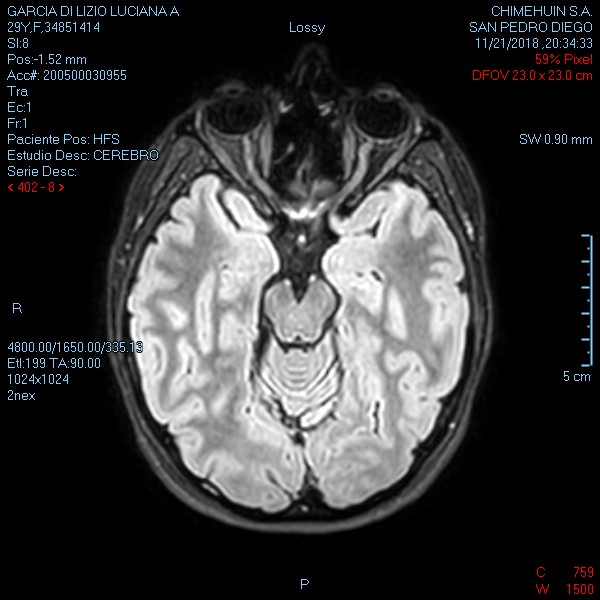 GARCIA DI LIZIO LUCIANA A
29Y,F,34851414
Sl:8
Pos:-1.52 mm
Acc#: 200500030955
Tra
Ec:1
Fr:1
Paciente Pos: HFS
Estudio Desc: CEREBRO
Serie Desc:
< 402 - 8 >
Lossy
CHIMEHUIN S.A.
SAN PEDRO DIEGO
11/21/2018 ,20:34:33
59% Pixel
DFOV 23.0 x 23.0 cm
SW 0.90 mm
R
4800.00/1650.00/335.13
Etl:199 TA:90.00
1024x1024
2nex
5 cm
P
C 759
W 1500